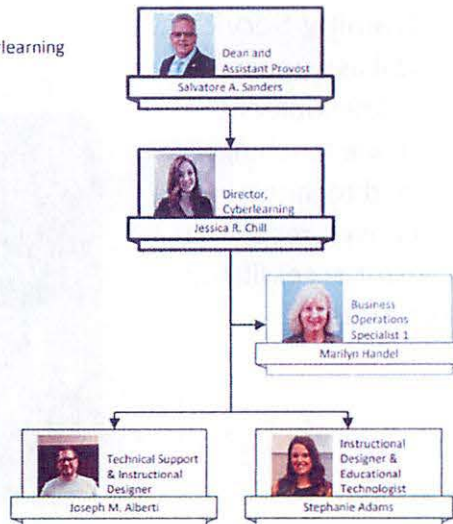 rlearning
Dean and
Assistant Provost
Salvatore A. Sanders
Director,
Cyberlearning
Jessica R. Chill
Business
Operations
Specialist 1
Marilyn Handel
Technical Support
& Instructional
Designer
Joseph M. Alberti
Instructional
Designer &
Educational
Technologist
Stephanie Adams